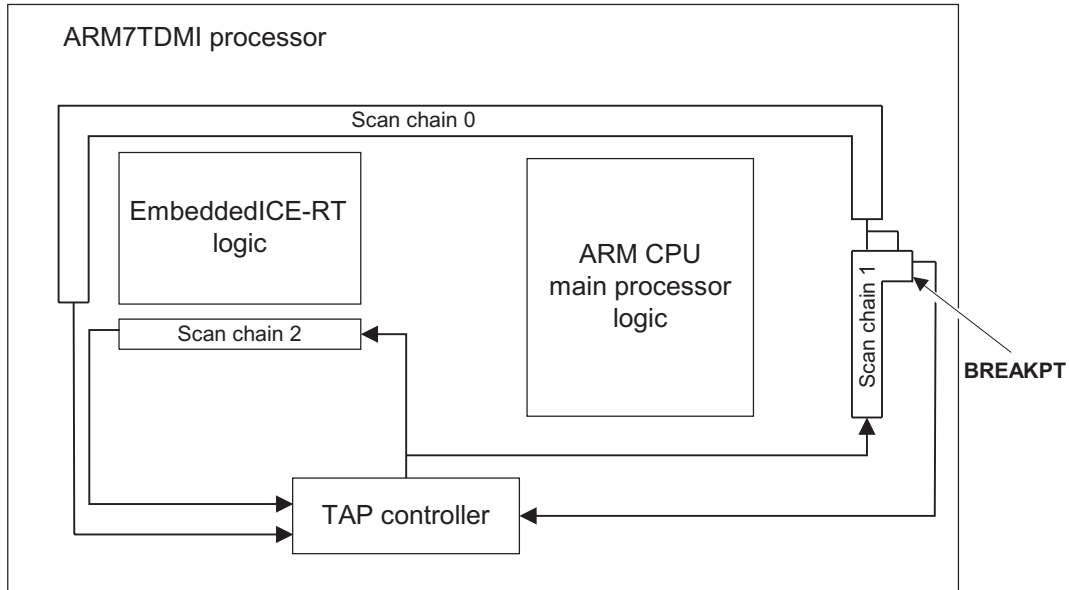 ARM7TDMI processor
Scan chain 0
EmbeddedICE-RT
logic
ARM CPU
main processor
logic
Scan chain 1
Scan chain 2
BREAKPT
TAP controller